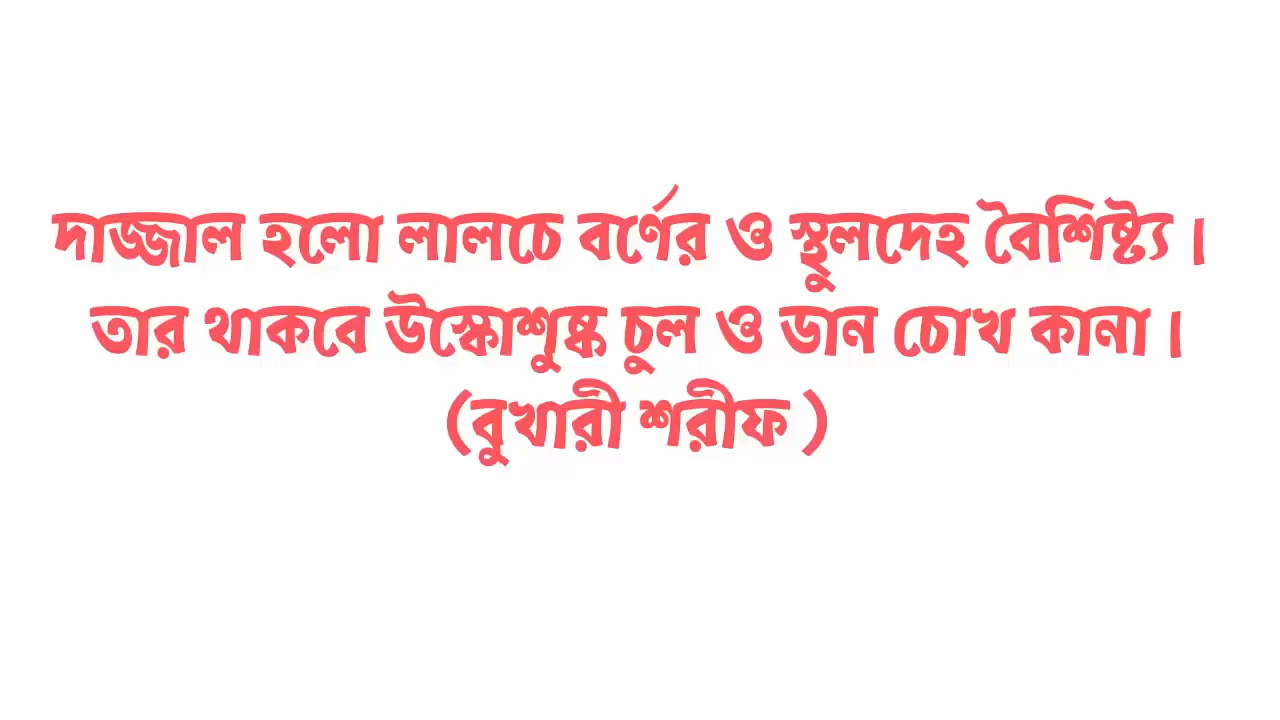 দাজ্জাল হলো লালচে বর্ণের ও স্থুলদেহ বৈশিষ্ট্য ।
তার থাকবে উস্কোশুষ্ক চুল ও ডান চোখ কানা ।
(বুখারী শরীফ )